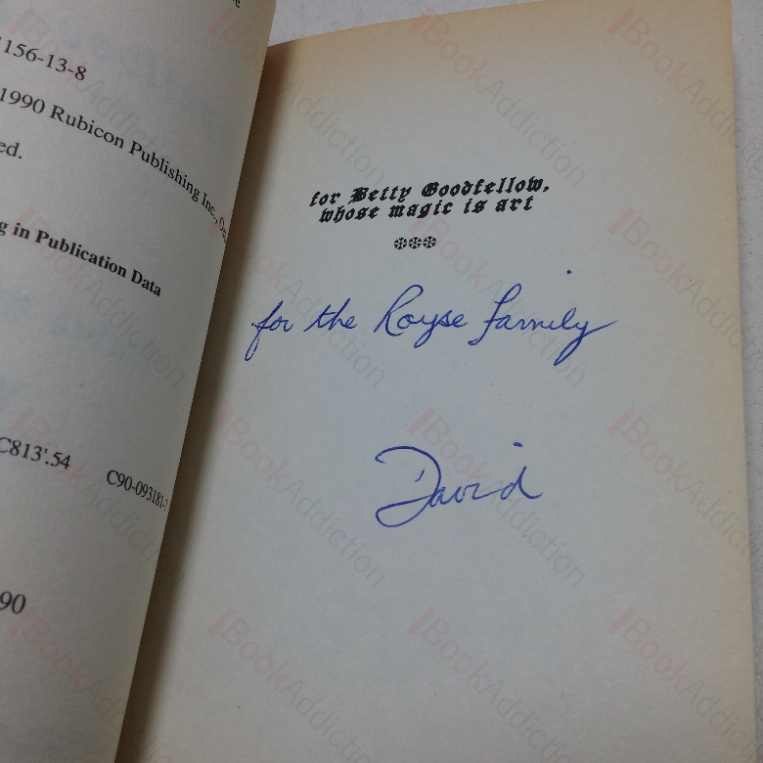 156-13-8
1990 Rubicon Publishing Inc.,
ed.
g in Publication Data
C813'.54 C90-093181-
90
for Betty Goodfellow,
whose magic is art
❄❄❄
for the Royse family
David
BookAddiction